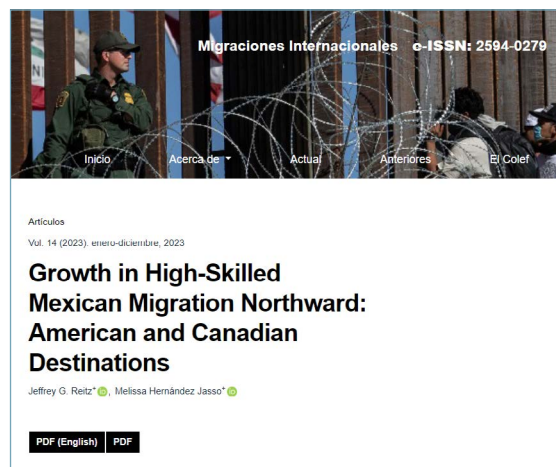 Migraciones Internacionales e-ISSN: 2594-0279
Inicio Acerca de Actual Anteriores El Colef
Artículos
Vol. 14 (2023): enero-diciembre, 2023
Growth in High-Skilled
Mexican Migration Northward:
American and Canadian
Destinations
Jeffrey G. Reitz* iD, Melissa Hernández Jasso+ iD
PDF (English) PDF